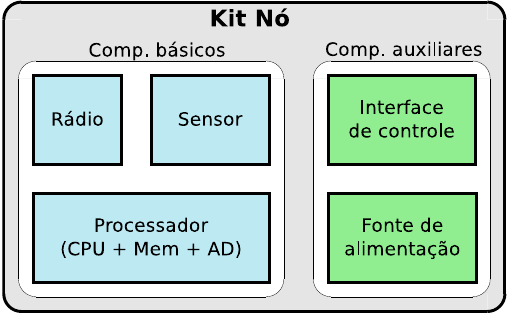 Kit Nó
Comp. básicos
Comp. auxiliares
Rádio
Sensor
Interface
de controle
Processador
(CPU + Mem + AD)
Fonte de
alimentação